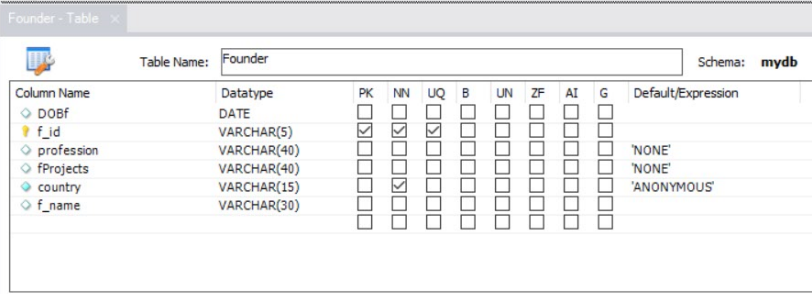 Founder - Table ×
Table Name: Founder Schema: mydb
Column Name Datatype PK NN UQ B UN ZF AI G Default/Expression
DOBf DATE
f_id VARCHAR(5)
profession VARCHAR(40) 'NONE'
fProjects VARCHAR(40) 'NONE'
country VARCHAR(15) 'ANONYMOUS'
f_name VARCHAR(30)